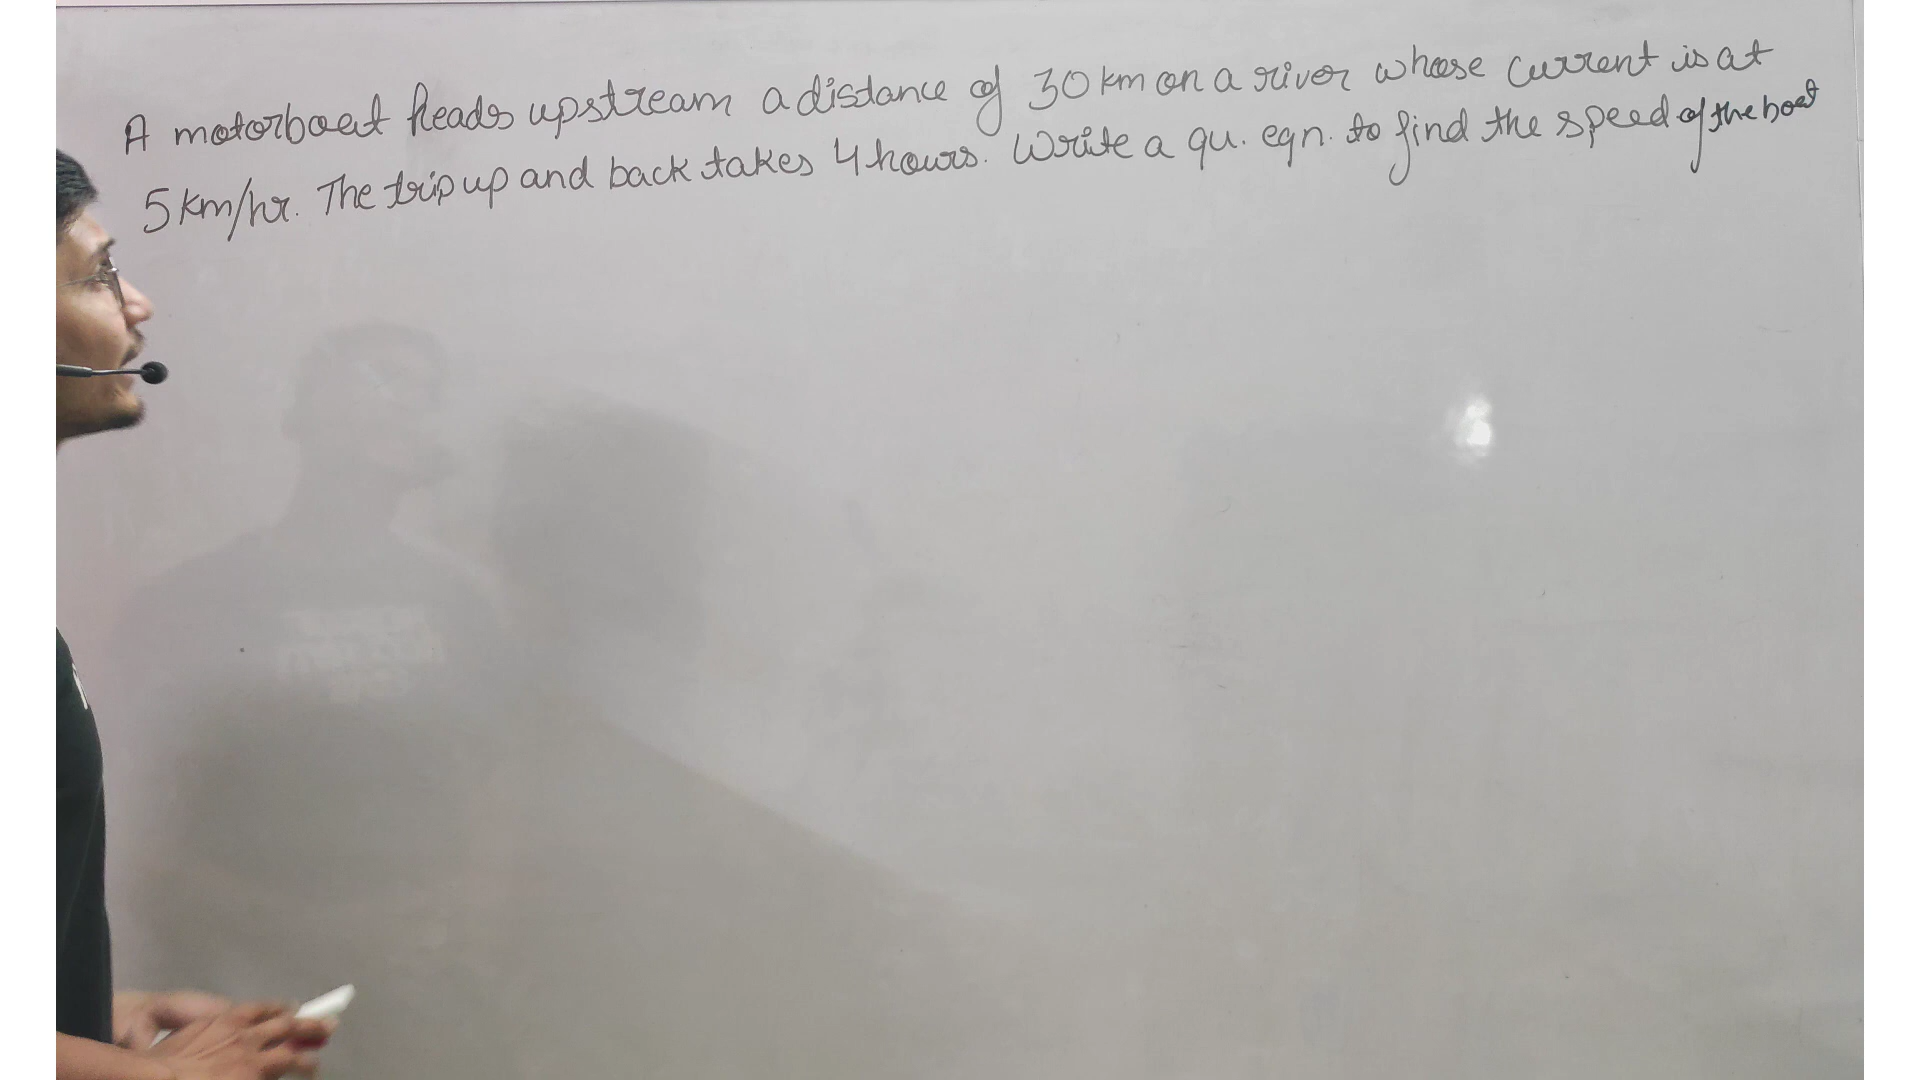 A motorboat heads upstream a distance of 30 km on a river whose current is at
5 km/hr. The trip up and back takes 4 hours. Write a qu. eqn. to find the speed of the boat